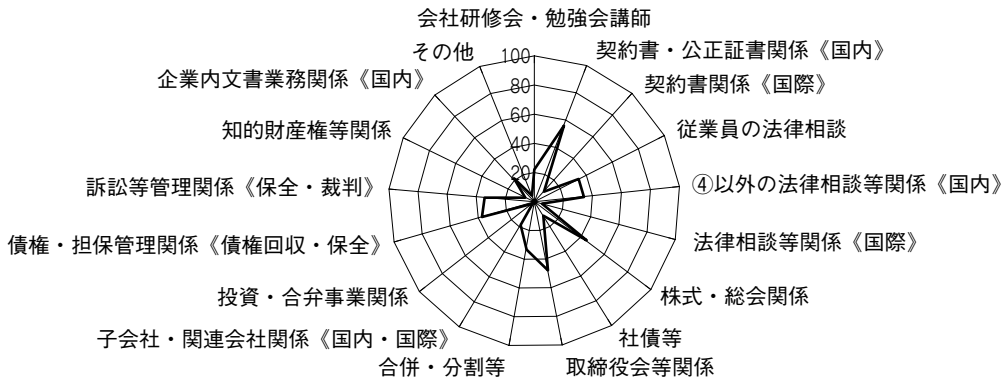 会社研修会・勉強会講師
契約書・公正証書関係《国内》
契約書関係《国際》
従業員の法律相談
④以外の法律相談等関係《国内》
法律相談等関係《国際》
株式・総会関係
社債等
取締役会等関係
合併・分割等
子会社・関連会社関係《国内・国際》
投資・合弁事業関係
債権・担保管理関係《債権回収・保全》
訴訟等管理関係《保全・裁判》
知的財産権等関係
企業内文書業務関係《国内》
その他
100
80
60
40
20